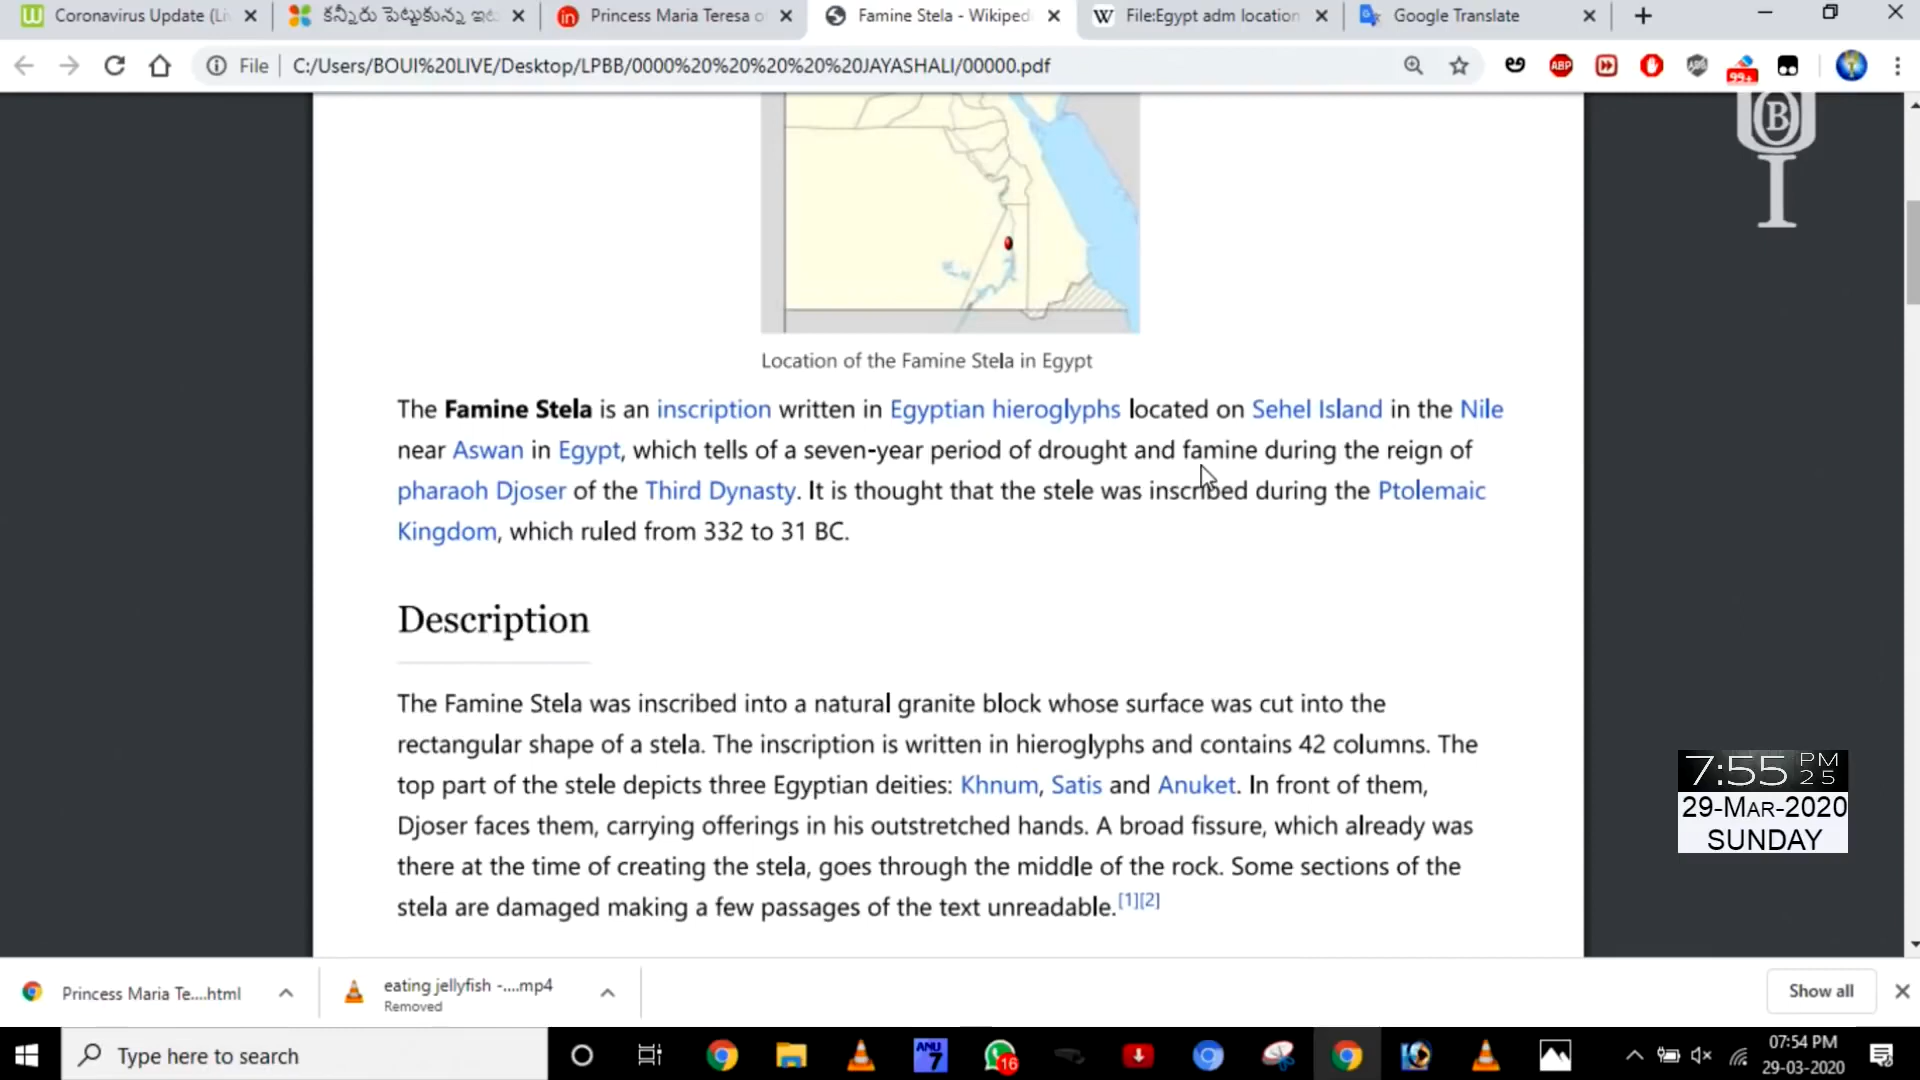 Coronavirus Update (Li
కన్నీరు పెట్టుకున్న ఇట
Princess Maria Teresa o
Famine Stela - Wikiped
File:Egypt adm location
Google Translate
File
C:/Users/BOUI%20LIVE/Desktop/LPBB/0000%20%20%20%20%20JAYASHALI/00000.pdf
ABP
99+
B
Location of the Famine Stela in Egypt
The Famine Stela is an inscription written in Egyptian hieroglyphs located on Sehel Island in the Nile
near Aswan in Egypt, which tells of a seven-year period of drought and famine during the reign of
pharaoh Djoser of the Third Dynasty. It is thought that the stele was inscribed during the Ptolemaic
Kingdom, which ruled from 332 to 31 BC.
Description
The Famine Stela was inscribed into a natural granite block whose surface was cut into the
rectangular shape of a stela. The inscription is written in hieroglyphs and contains 42 columns. The
top part of the stele depicts three Egyptian deities: Khnum, Satis and Anuket. In front of them,
Djoser faces them, carrying offerings in his outstretched hands. A broad fissure, which already was
there at the time of creating the stela, goes through the middle of the rock. Some sections of the
stela are damaged making a few passages of the text unreadable.[1][2]
7:55 PM 25
29-Mar-2020
SUNDAY
Princess Maria Te....html
eating jellyfish -....mp4
Removed
Show all
Type here to search
ANU 7
16
07:54 PM
29-03-2020